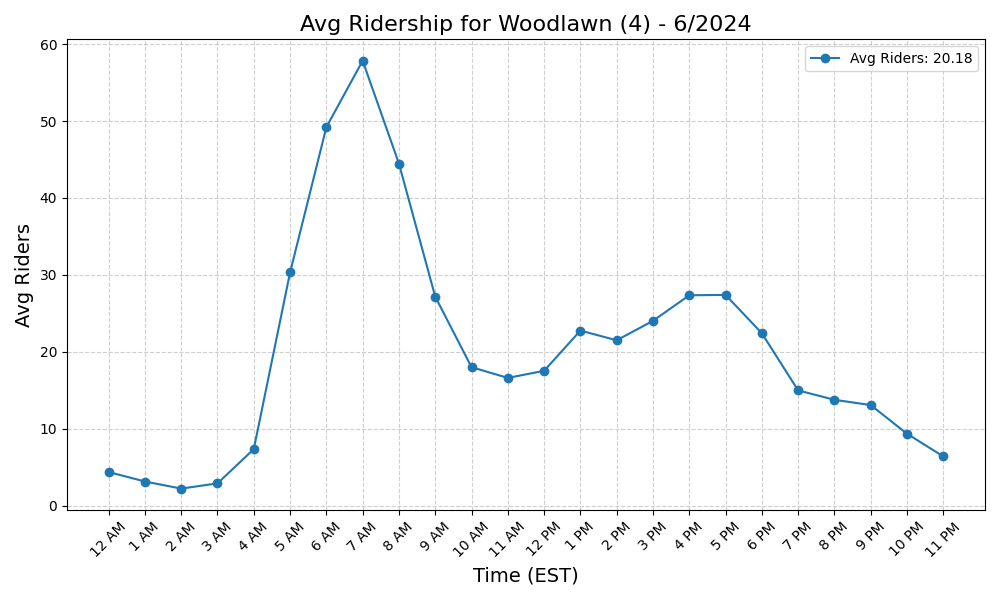 Avg Ridership for Woodlawn (4) - 6/2024
Avg Riders: 20.18
Avg Riders
60
50
40
30
20
10
0
12 AM
1 AM
2 AM
3 AM
4 AM
5 AM
6 AM
7 AM
8 AM
9 AM
10 AM
11 AM
12 PM
1 PM
2 PM
3 PM
4 PM
5 PM
6 PM
7 PM
8 PM
9 PM
10 PM
11 PM
Time (EST)